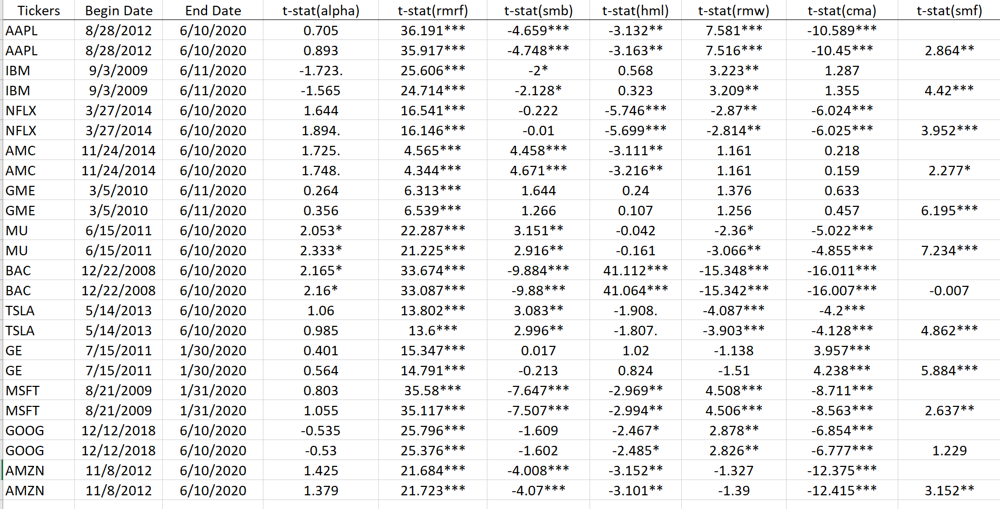 Tickers Begin Date End Date t-stat(alpha) t-stat(rmrf) t-stat(smb) t-stat(hml) t-stat(rmw) t-stat(cma) t-stat(smf)
AAPL 8/28/2012 6/10/2020 0.705 36.191*** -4.659*** -3.132** 7.581*** -10.589***
AAPL 8/28/2012 6/10/2020 0.893 35.917*** -4.748*** -3.163** 7.516*** -10.45*** 2.864**
IBM 9/3/2009 6/11/2020 -1.723. 25.606*** -2* 0.568 3.223** 1.287
IBM 9/3/2009 6/11/2020 -1.565 24.714*** -2.128* 0.323 3.209** 1.355 4.42***
NFLX 3/27/2014 6/10/2020 1.644 16.541*** -0.222 -5.746*** -2.87** -6.024***
NFLX 3/27/2014 6/10/2020 1.894. 16.146*** -0.01 -5.699*** -2.814** -6.025*** 3.952***
AMC 11/24/2014 6/10/2020 1.725. 4.565*** 4.458*** -3.111** 1.161 0.218
AMC 11/24/2014 6/10/2020 1.748. 4.344*** 4.671*** -3.216** 1.161 0.159 2.277*
GME 3/5/2010 6/11/2020 0.264 6.313*** 1.644 0.24 1.376 0.633
GME 3/5/2010 6/11/2020 0.356 6.539*** 1.266 0.107 1.256 0.457 6.195***
MU 6/15/2011 6/10/2020 2.053* 22.287*** 3.151** -0.042 -2.36* -5.022***
MU 6/15/2011 6/10/2020 2.333* 21.225*** 2.916** -0.161 -3.066** -4.855*** 7.234***
BAC 12/22/2008 6/10/2020 2.165* 33.674*** -9.884*** 41.112*** -15.348*** -16.011***
BAC 12/22/2008 6/10/2020 2.16* 33.087*** -9.88*** 41.064*** -15.342*** -16.007*** -0.007
TSLA 5/14/2013 6/10/2020 1.06 13.802*** 3.083** -1.908. -4.087*** -4.2***
TSLA 5/14/2013 6/10/2020 0.985 13.6*** 2.996** -1.807. -3.903*** -4.128*** 4.862***
GE 7/15/2011 1/30/2020 0.401 15.347*** 0.017 1.02 -1.138 3.957***
GE 7/15/2011 1/30/2020 0.564 14.791*** -0.213 0.824 -1.51 4.238*** 5.884***
MSFT 8/21/2009 1/31/2020 0.803 35.58*** -7.647*** -2.969** 4.508*** -8.711***
MSFT 8/21/2009 1/31/2020 1.055 35.117*** -7.507*** -2.994** 4.506*** -8.563*** 2.637**
GOOG 12/12/2018 6/10/2020 -0.535 25.796*** -1.609 -2.467* 2.878** -6.854***
GOOG 12/12/2018 6/10/2020 -0.53 25.376*** -1.602 -2.485* 2.826** -6.777*** 1.229
AMZN 11/8/2012 6/10/2020 1.425 21.684*** -4.008*** -3.152** -1.327 -12.375***
AMZN 11/8/2012 6/10/2020 1.379 21.723*** -4.07*** -3.101** -1.39 -12.415*** 3.152**